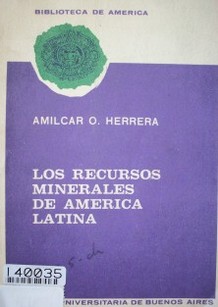 BIBLIOTECA DE AMERICA
AMILCAR O. HERRERA
LOS RECURSOS
MINERALES
DE AMERICA
LATINA
140035
UNIVERSITARIA DE BUENOS AIRES